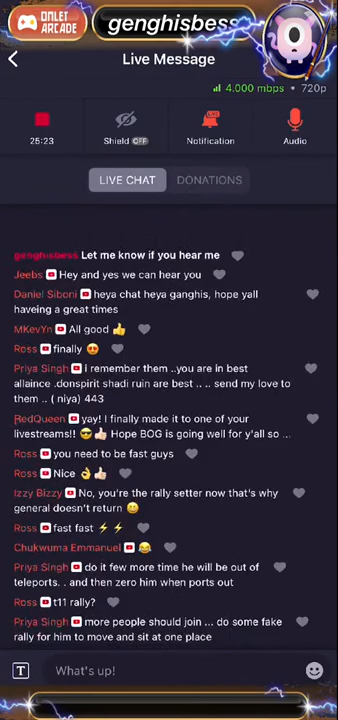 OMLET
ARCADE
genghisbess
Live Message
4.000 mbps • 720p
25:23
Shield OFF
LIVE
Notification
Audio
LIVE CHAT
DONATIONS
genghisbess Let me know if you hear me
Jeebs Hey and yes we can hear you
Daniel Siboni heya chat heya ganghis, hope yall
haveing a great times
MKevYn All good 👍
Ross finally 😍
Priya Singh i remember them ..you are in best
allaince .donspirit shadi ruin are best .. .. send my love to
them .. ( niya) 443
RedQueen yay! I finally made it to one of your
livestreams!! 😎👍🏻 Hope BOG is going well for y'all so ...
Ross you need to be fast guys
Ross Nice 👌👍🏻
Izzy Bizzy No, you're the rally setter now that's why
general doesn't return 😄
Ross fast fast ⚡⚡
Chukwuma Emmanuel 😂
Priya Singh do it few more time he will be out of
teleports. . and then zero him when ports out
Ross t11 rally?
Priya Singh more people should join ... do some fake
rally for him to move and sit at one place
T What's up!